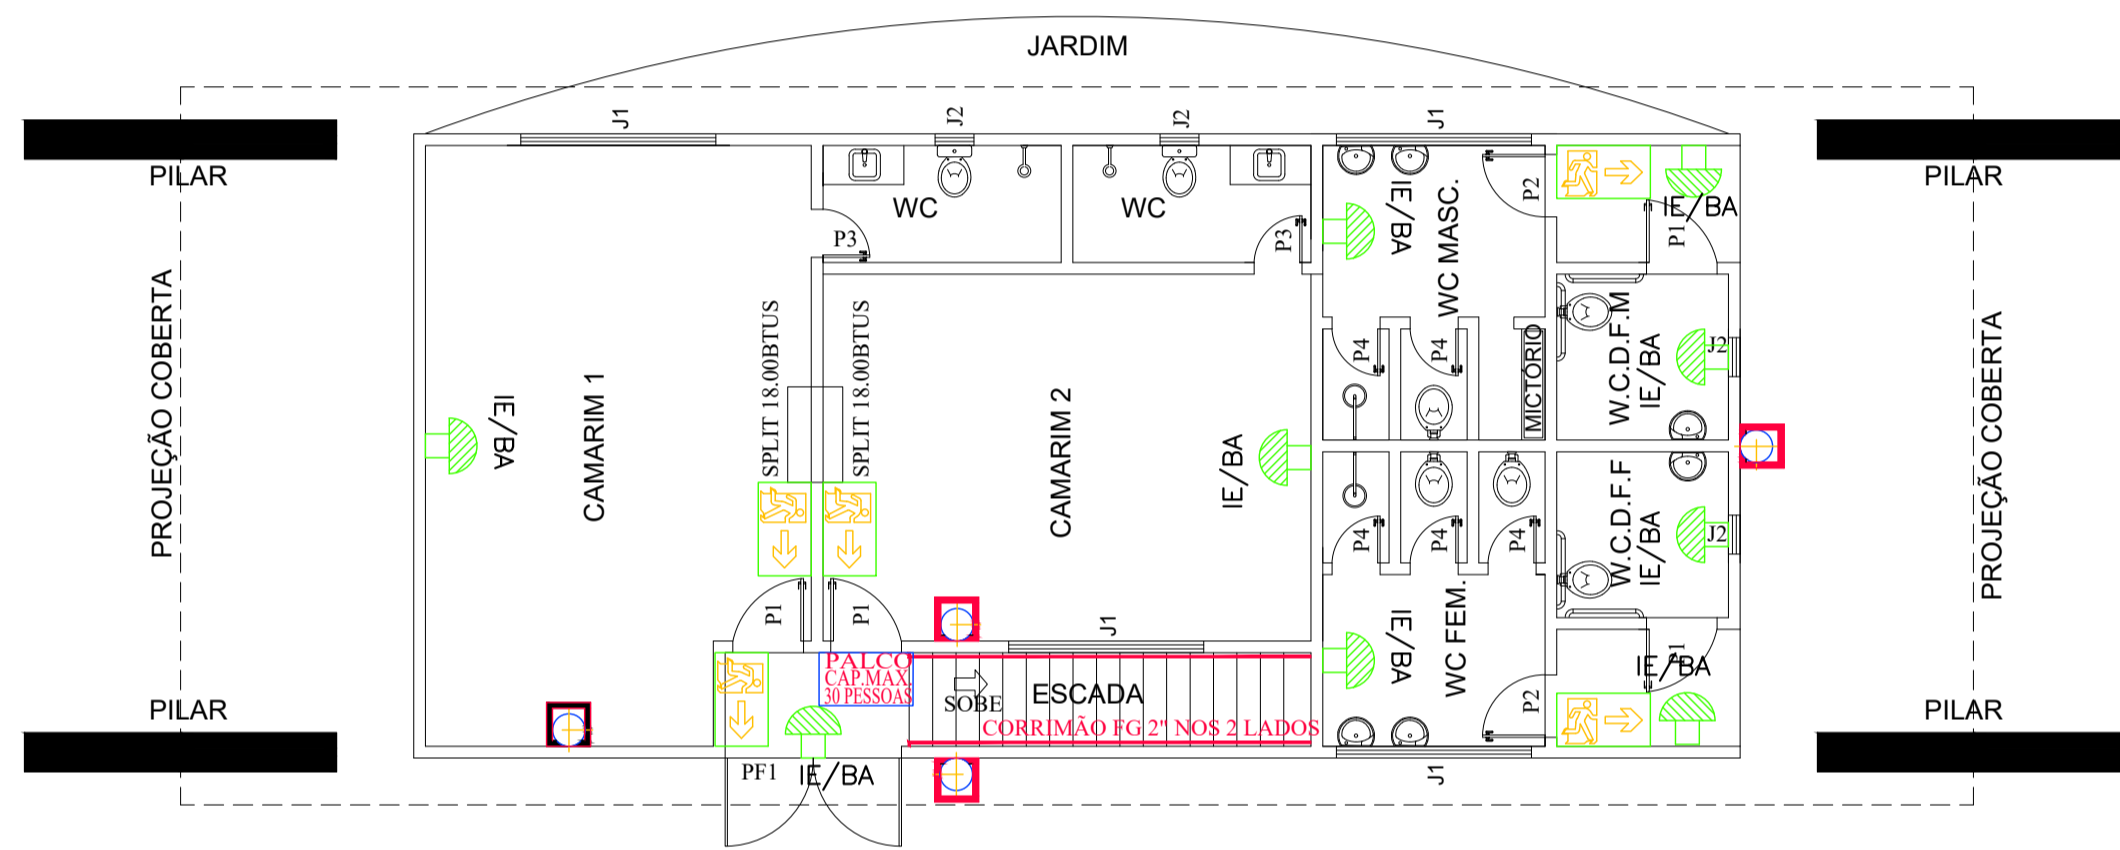 JARDIM
J1
J2
J2
J1
PILAR
PILAR
WC
WC
P3
P3
IE/BA
WC MASC.
P2
IE/BA
P1
PROJEÇÃO COBERTA
PROJEÇÃO COBERTA
CAMARIM 1
IE/BA
SPLIT 18.00BTUS
SPLIT 18.00BTUS
CAMARIM 2
IE/BA
P4
P4
MICTÓRIO
W.C.D.F.M
IE/BA
J2
P4
P4
P4
W.C.D.F.F
IE/BA
J2
P1
P1
J1
IE/BA
WC FEM.
P2
IE/BA
P1
PALCO
CAP.MAX.
30 PESSOAS
SOBE
ESCADA
CORRIMÃO FG 2" NOS 2 LADOS
PILAR
PILAR
PF1
IE/BA
J1